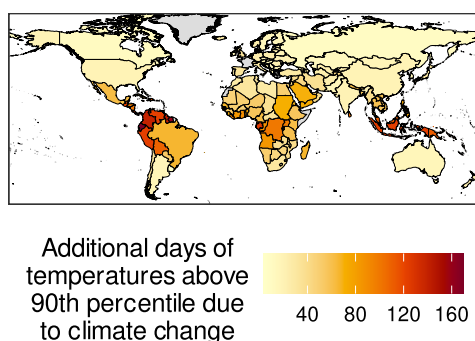 Additional days of
temperatures above
90th percentile due
to climate change
40 80 120 160